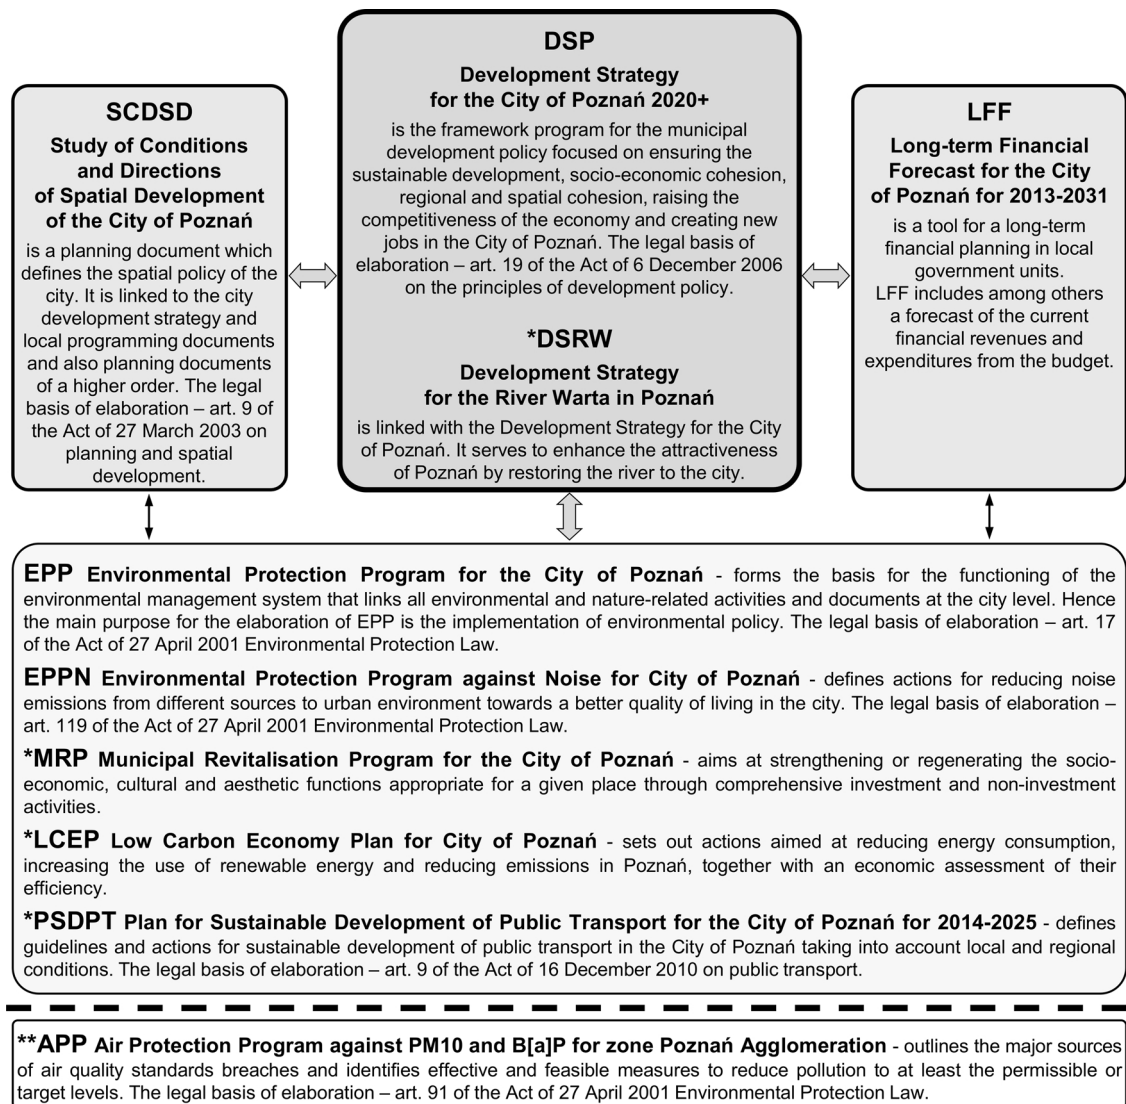 SCDSD
Study of Conditions
and Directions
of Spatial Development
of the City of Poznań
is a planning document which
defines the spatial policy of the
city. It is linked to the city
development strategy and
local programming documents
and also planning documents
of a higher order. The legal
basis of elaboration – art. 9 of
the Act of 27 March 2003 on
planning and spatial
development.
DSP
Development Strategy
for the City of Poznań 2020+
is the framework program for the municipal
development policy focused on ensuring the
sustainable development, socio-economic cohesion,
regional and spatial cohesion, raising the
competitiveness of the economy and creating new
jobs in the City of Poznań. The legal basis of
elaboration – art. 19 of the Act of 6 December 2006
on the principles of development policy.
*DSRW
Development Strategy
for the River Warta in Poznań
is linked with the Development Strategy for the City
of Poznań. It serves to enhance the attractiveness
of Poznań by restoring the river to the city.
LFF
Long-term Financial
Forecast for the City
of Poznań for 2013-2031
is a tool for a long-term
financial planning in local
government units.
LFF includes among others
a forecast of the current
financial revenues and
expenditures from the budget.
EPP Environmental Protection Program for the City of Poznań - forms the basis for the functioning of the
environmental management system that links all environmental and nature-related activities and documents at the city level. Hence
the main purpose for the elaboration of EPP is the implementation of environmental policy. The legal basis of elaboration – art. 17
of the Act of 27 April 2001 Environmental Protection Law.
EPPN Environmental Protection Program against Noise for City of Poznań - defines actions for reducing noise
emissions from different sources to urban environment towards a better quality of living in the city. The legal basis of elaboration –
art. 119 of the Act of 27 April 2001 Environmental Protection Law.
*MRP Municipal Revitalisation Program for the City of Poznań - aims at strengthening or regenerating the socio-
economic, cultural and aesthetic functions appropriate for a given place through comprehensive investment and non-investment
activities.
*LCEP Low Carbon Economy Plan for City of Poznań - sets out actions aimed at reducing energy consumption,
increasing the use of renewable energy and reducing emissions in Poznań, together with an economic assessment of their
efficiency.
*PSDPT Plan for Sustainable Development of Public Transport for the City of Poznań for 2014-2025 - defines
guidelines and actions for sustainable development of public transport in the City of Poznań taking into account local and regional
conditions. The legal basis of elaboration – art. 9 of the Act of 16 December 2010 on public transport.
**APP Air Protection Program against PM10 and B[a]P for zone Poznań Agglomeration - outlines the major sources
of air quality standards breaches and identifies effective and feasible measures to reduce pollution to at least the permissible or
target levels. The legal basis of elaboration – art. 91 of the Act of 27 April 2001 Environmental Protection Law.